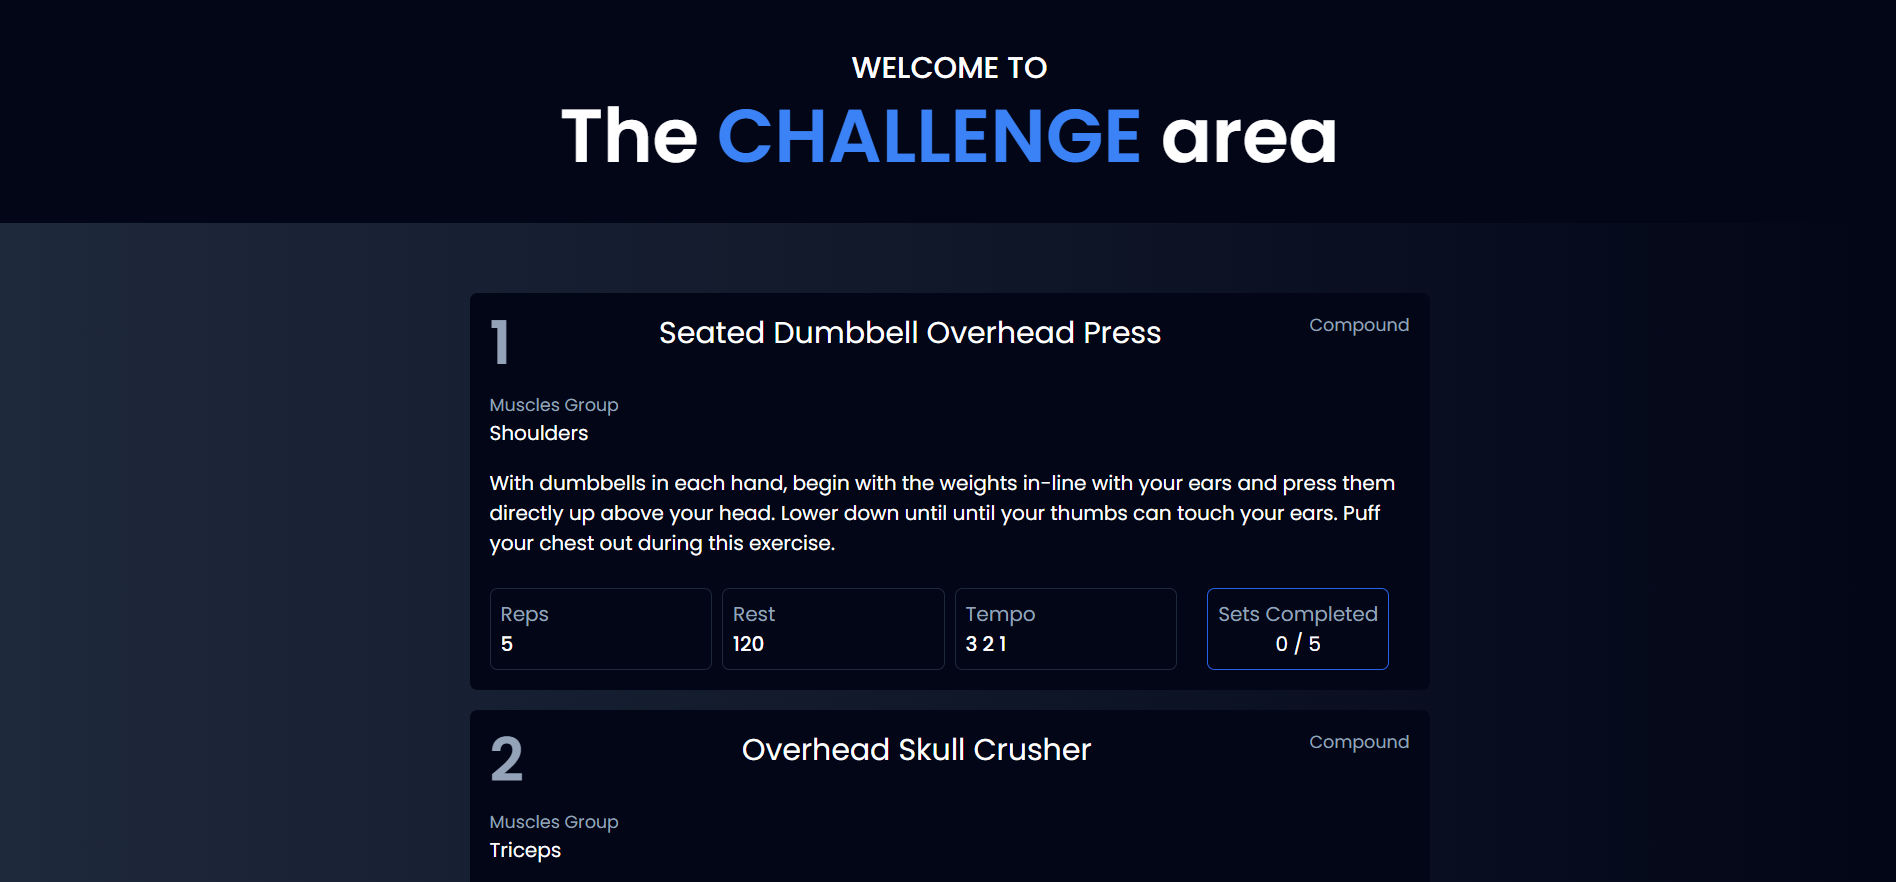 WELCOME TO
The CHALLENGE area
1
Seated Dumbbell Overhead Press
Compound
Muscles Group
Shoulders
With dumbbells in each hand, begin with the weights in-line with your ears and press them
directly up above your head. Lower down until until your thumbs can touch your ears. Puff
your chest out during this exercise.
Reps
5
Rest
120
Tempo
3 2 1
Sets Completed
0 / 5
2
Overhead Skull Crusher
Compound
Muscles Group
Triceps